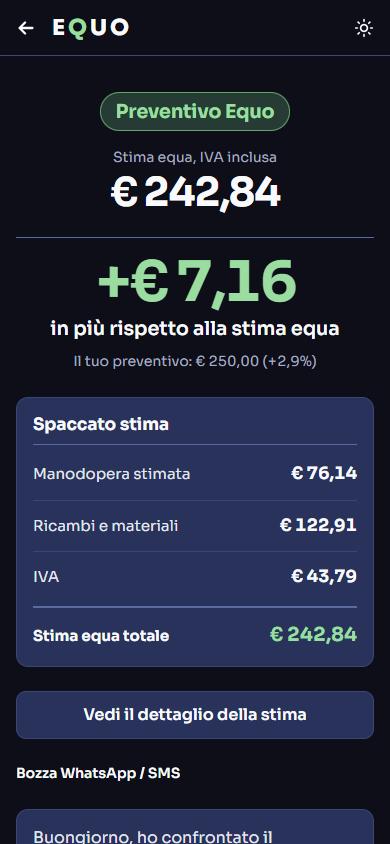 EQUO
Preventivo Equo
Stima equa, IVA inclusa
€ 242,84
+€ 7,16
in più rispetto alla stima equa
Il tuo preventivo: € 250,00 (+2,9%)
Spaccato stima
Manodopera stimata € 76,14
Ricambi e materiali € 122,91
IVA € 43,79
Stima equa totale € 242,84
Vedi il dettaglio della stima
Bozza WhatsApp / SMS
Buongiorno, ho confrontato il